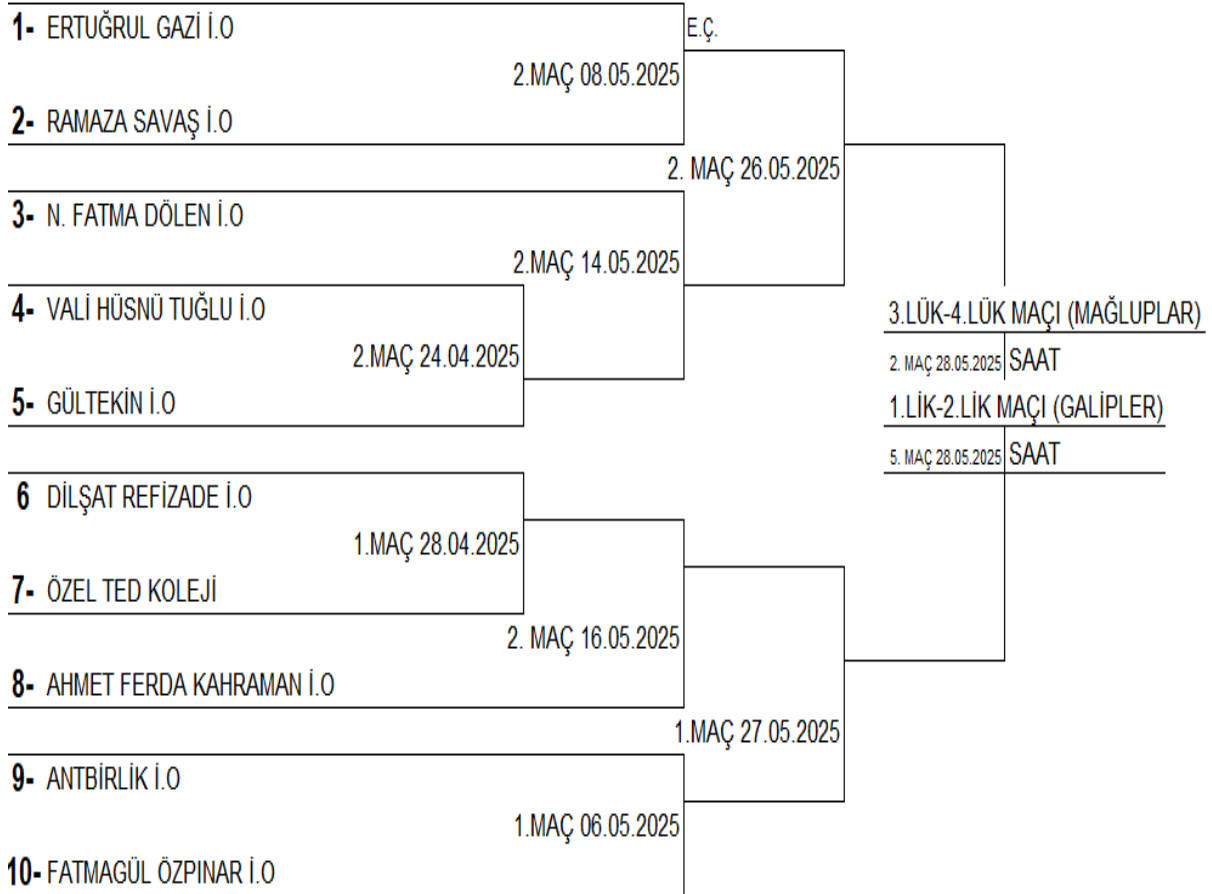 1- ERTUĞRUL GAZİ İ.O
E.Ç.
2.MAÇ 08.05.2025
2- RAMAZA SAVAŞ İ.O
2. MAÇ 26.05.2025
3- N. FATMA DÖLEN İ.O
2.MAÇ 14.05.2025
4- VALİ HÜSNÜ TUĞLU İ.O
3.LÜK-4.LÜK MAÇI (MAĞLUPLAR)
2.MAÇ 24.04.2025
2. MAÇ 28.05.2025 SAAT
5- GÜLTEKİN İ.O
1.LİK-2.LİK MAÇI (GALİPLER)
5. MAÇ 28.05.2025 SAAT
6 DİLŞAT REFİZADE İ.O
1.MAÇ 28.04.2025
7- ÖZEL TED KOLEJİ
2. MAÇ 16.05.2025
8- AHMET FERDA KAHRAMAN İ.O
1.MAÇ 27.05.2025
9- ANTBİRLİK İ.O
1.MAÇ 06.05.2025
10- FATMAGÜL ÖZPINAR İ.O